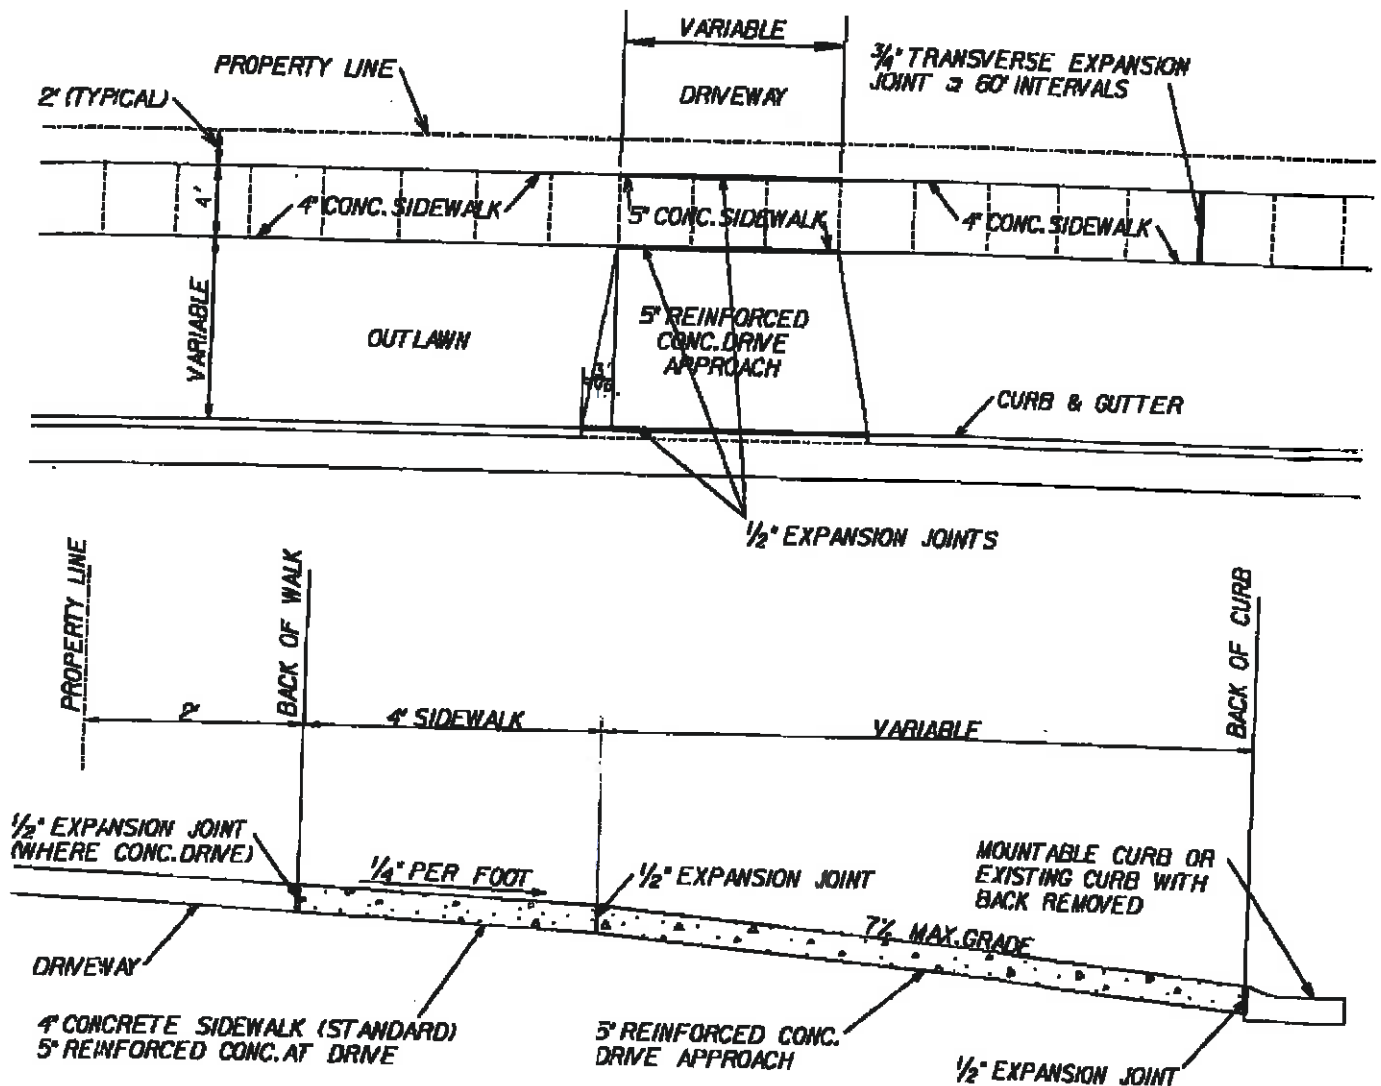 VARIABLE
PROPERTY LINE
3/4" TRANSVERSE EXPANSION
JOINT @ 60' INTERVALS
2' (TYPICAL)
DRIVEWAY
4'
4" CONC. SIDEWALK
5" CONC. SIDEWALK
4" CONC. SIDEWALK
VARIABLE
OUTLAWN
5" REINFORCED
CONC. DRIVE
APPROACH
3'
CURB & GUTTER
1/2" EXPANSION JOINTS
PROPERTY LINE
BACK OF WALK
BACK OF CURB
2'
4' SIDEWALK
VARIABLE
1/2" EXPANSION JOINT
(WHERE CONC. DRIVE)
1/4" PER FOOT
1/2" EXPANSION JOINT
MOUNTABLE CURB OR
EXISTING CURB WITH
BACK REMOVED
7% MAX. GRADE
DRIVEWAY
4" CONCRETE SIDEWALK (STANDARD)
5" REINFORCED CONC. AT DRIVE
5" REINFORCED CONC.
DRIVE APPROACH
1/2" EXPANSION JOINT